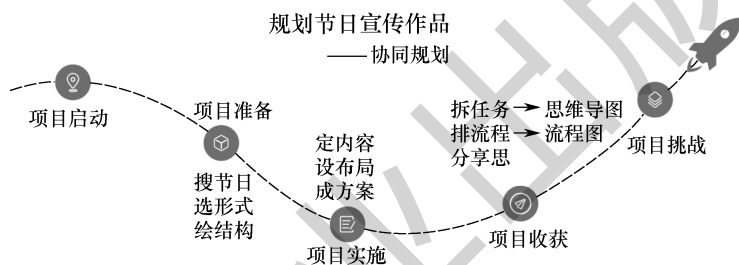 规划节日宣传作品
——协同规划
项目启动
项目准备
搜节日
选形式
绘结构
定内容
设布局
成方案
项目实施
拆任务→思维导图
排流程→流程图
分享思
项目收获
项目挑战